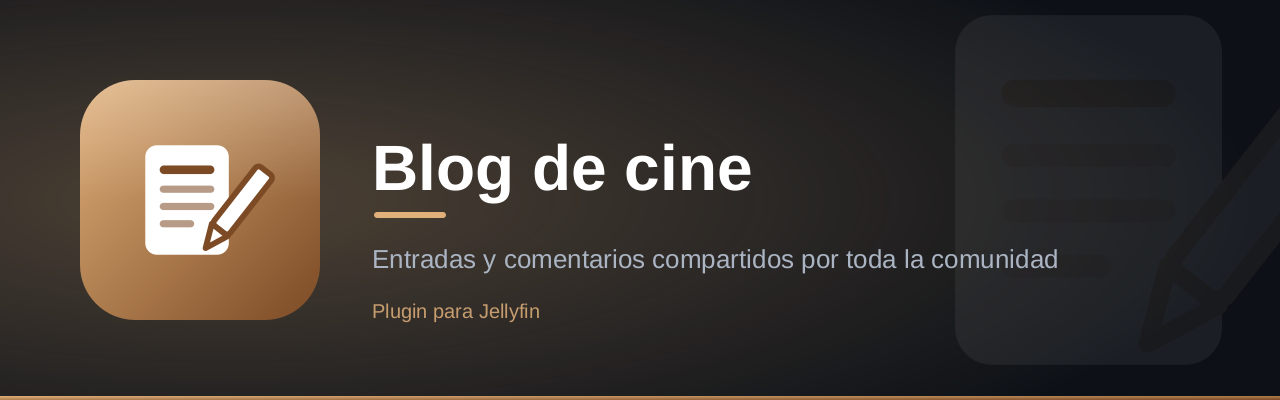 Blog de cine
Entradas y comentarios compartidos por toda la comunidad
Plugin para Jellyfin